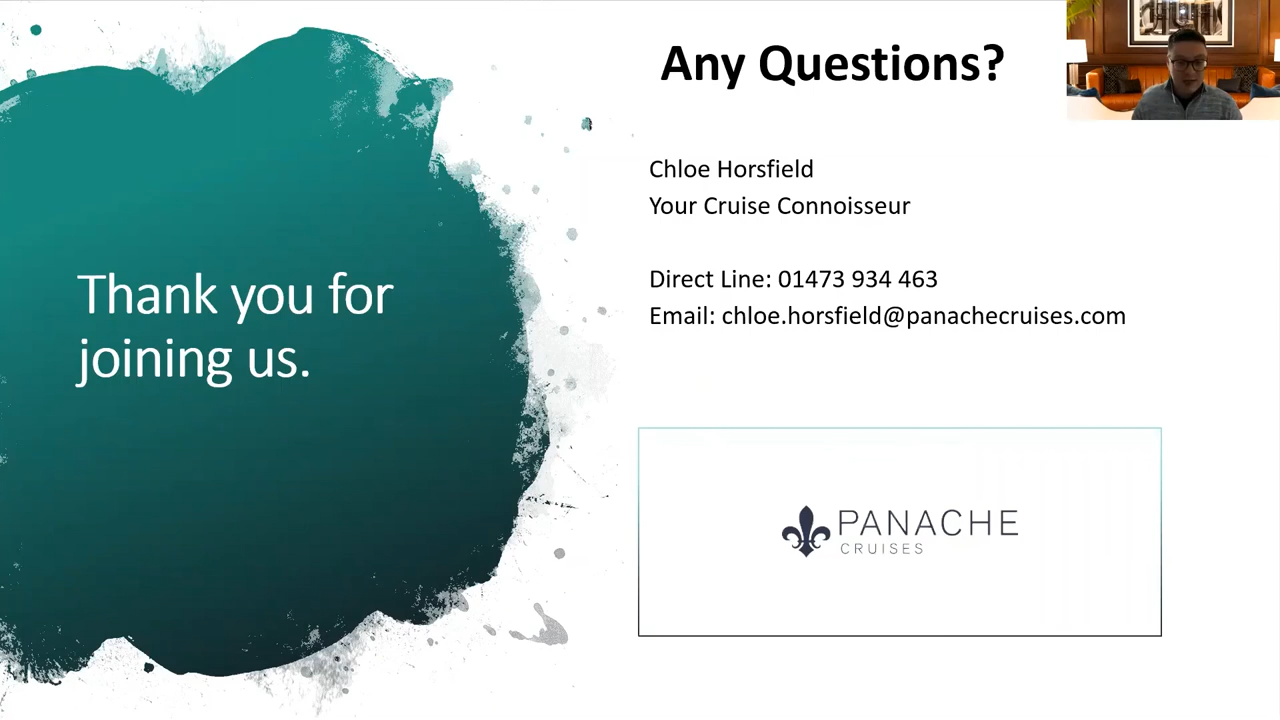 Any Questions?
Chloe Horsfield
Your Cruise Connoisseur
Direct Line: 01473 934 463
Email: chloe.horsfield@panachecruises.com
Thank you for
joining us.
PANACHE
CRUISES